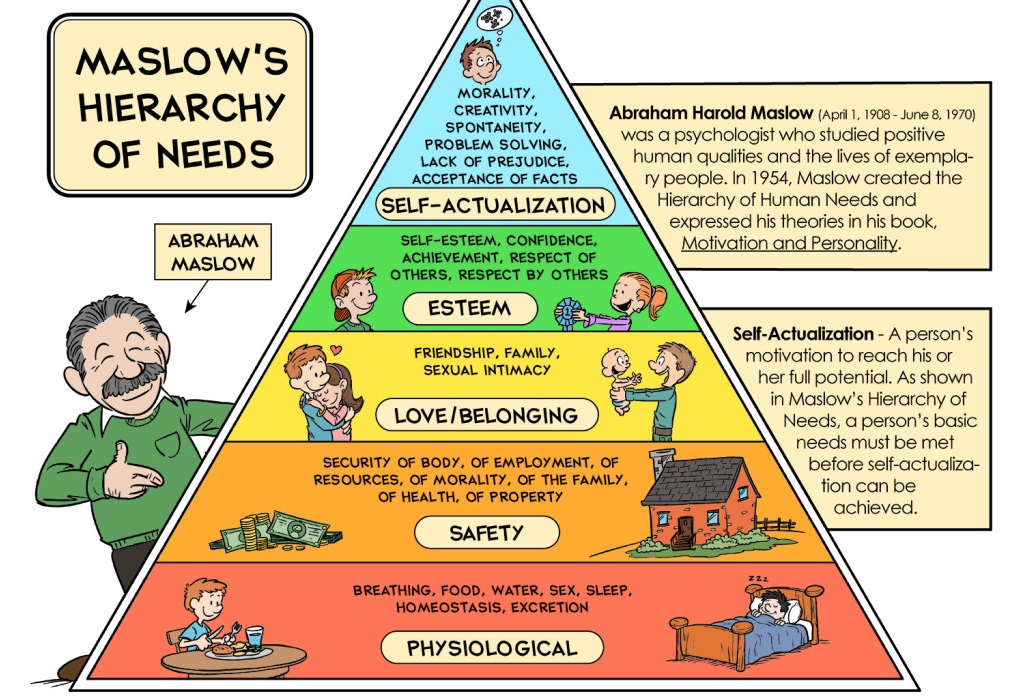 MASLOW'S
HIERARCHY
OF NEEDS
ABRAHAM
MASLOW
MORALITY,
CREATIVITY,
SPONTANEITY,
PROBLEM SOLVING,
LACK OF PREJUDICE,
ACCEPTANCE OF FACTS
SELF-ACTUALIZATION
SELF-ESTEEM, CONFIDENCE,
ACHIEVEMENT, RESPECT OF
OTHERS, RESPECT BY OTHERS
ESTEEM
1
FRIENDSHIP, FAMILY,
SEXUAL INTIMACY
LOVE/BELONGING
SECURITY OF BODY, OF EMPLOYMENT, OF
RESOURCES, OF MORALITY, OF THE FAMILY,
OF HEALTH, OF PROPERTY
SAFETY
BREATHING, FOOD, WATER, SEX, SLEEP,
HOMEOSTASIS, EXCRETION
PHYSIOLOGICAL
ZZZ
Abraham Harold Maslow (April 1, 1908 - June 8, 1970)
was a psychologist who studied positive
human qualities and the lives of exempla-
ry people. In 1954, Maslow created the
Hierarchy of Human Needs and
expressed his theories in his book,
Motivation and Personality.
Self-Actualization - A person's
motivation to reach his or
her full potential. As shown
in Maslow's Hierarchy of
Needs, a person's basic
needs must be met
before self-actualiza-
tion can be
achieved.